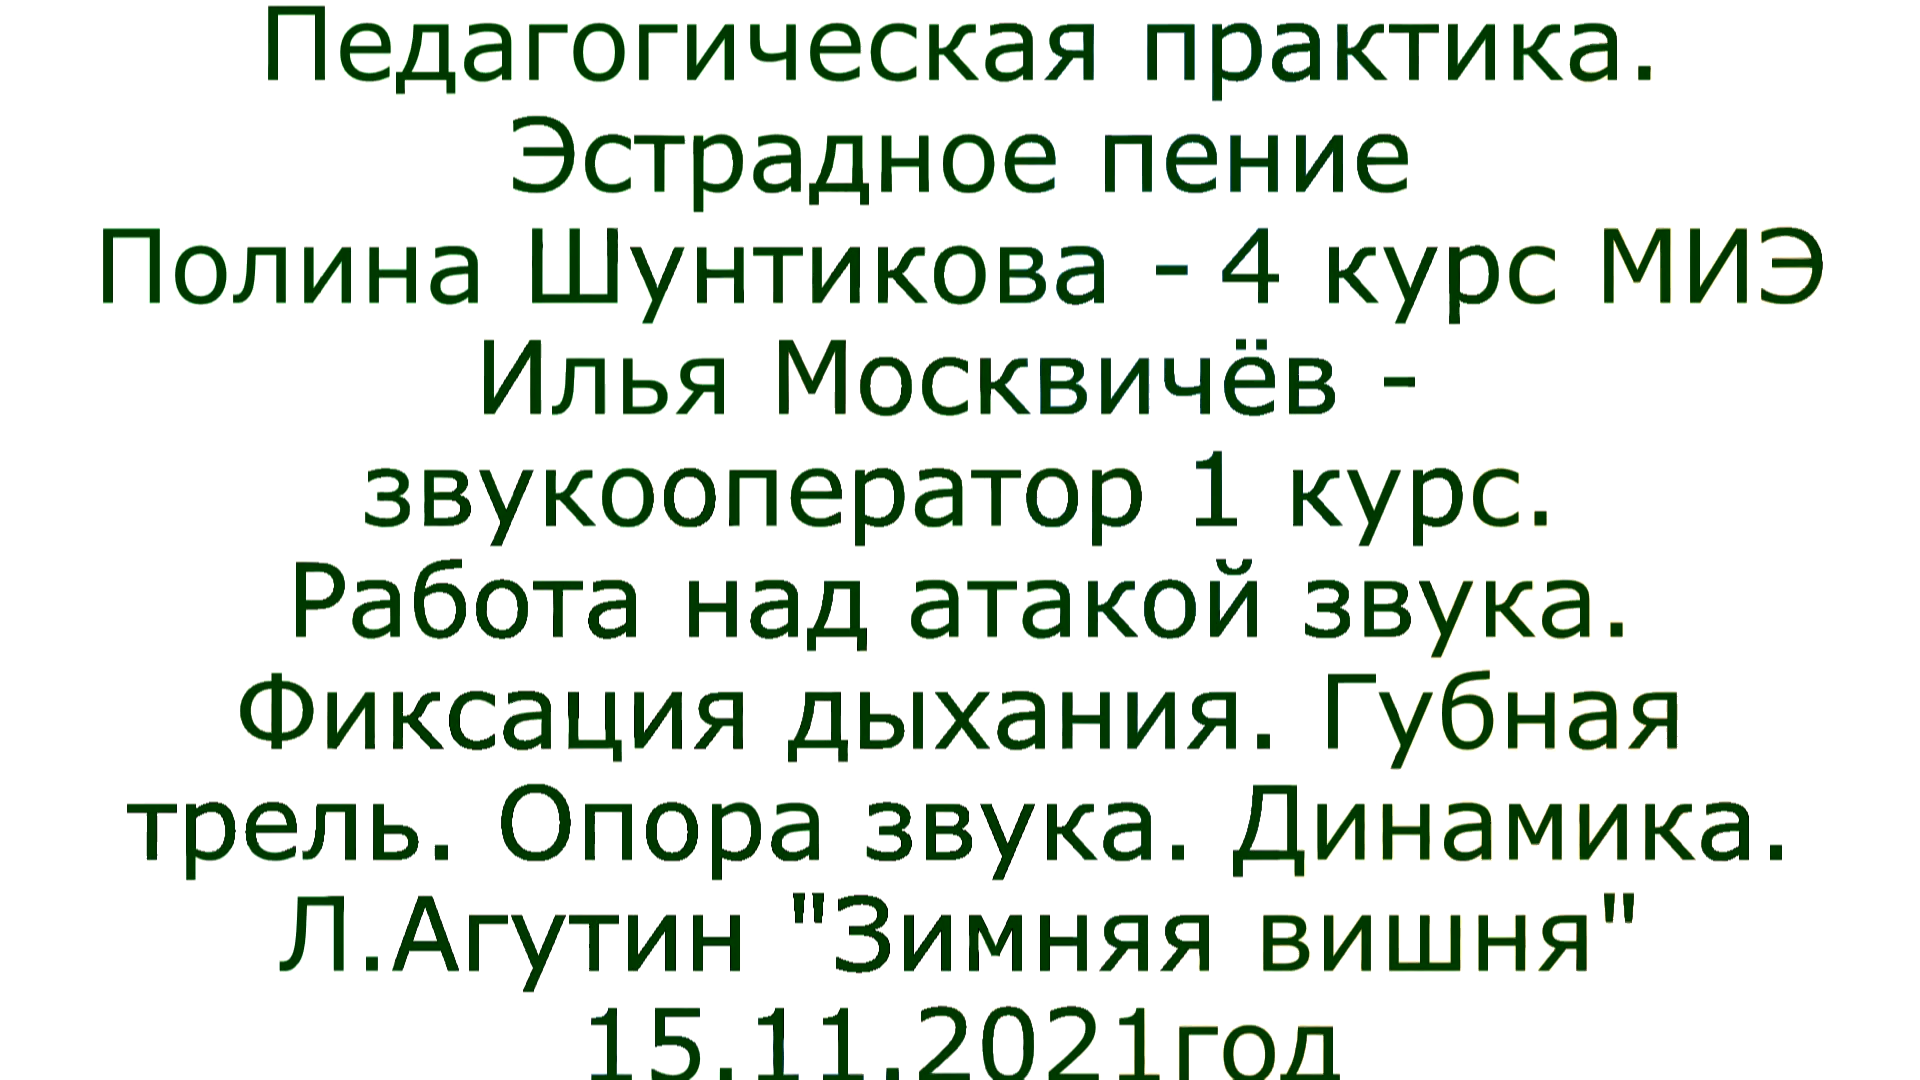 Педагогическая практика.
Эстрадное пение
Полина Шунтикова - 4 курс МИЭ
Илья Москвичёв -
звукооператор 1 курс.
Работа над атакой звука.
Фиксация дыхания. Губная
трель. Опора звука. Динамика.
Л.Агутин "Зимняя вишня"
15.11.2021год